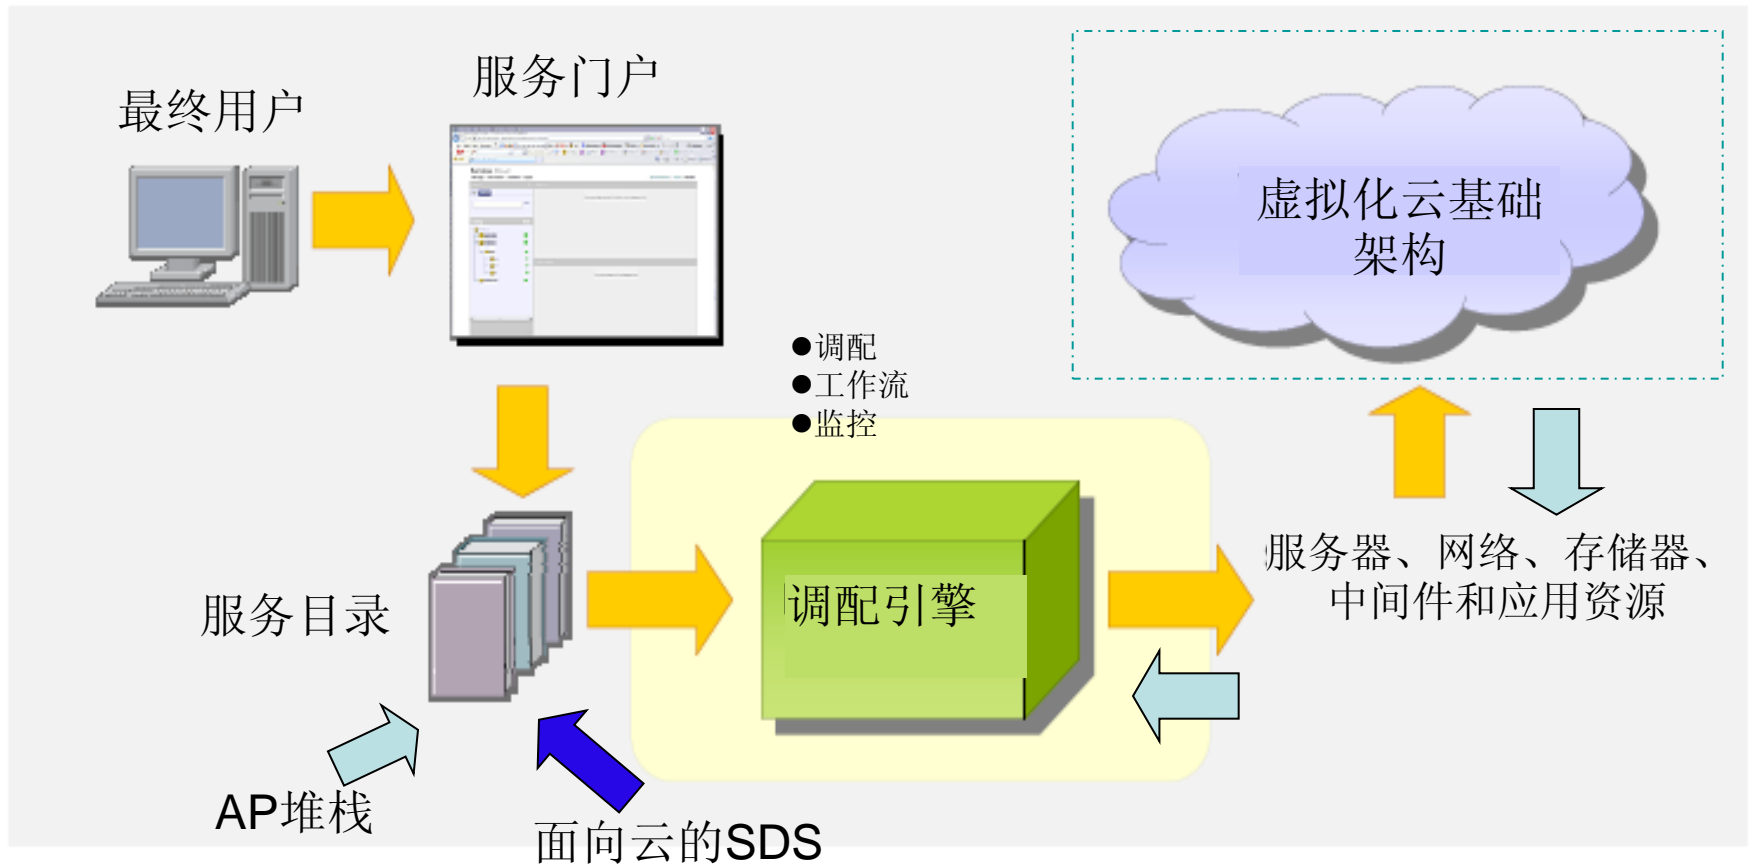 最终用户
服务门户
虚拟化云基础
架构
●调配
●工作流
●监控
服务器、网络、存储器、
中间件和应用资源
调配引擎
服务目录
AP堆栈
面向云的SDS